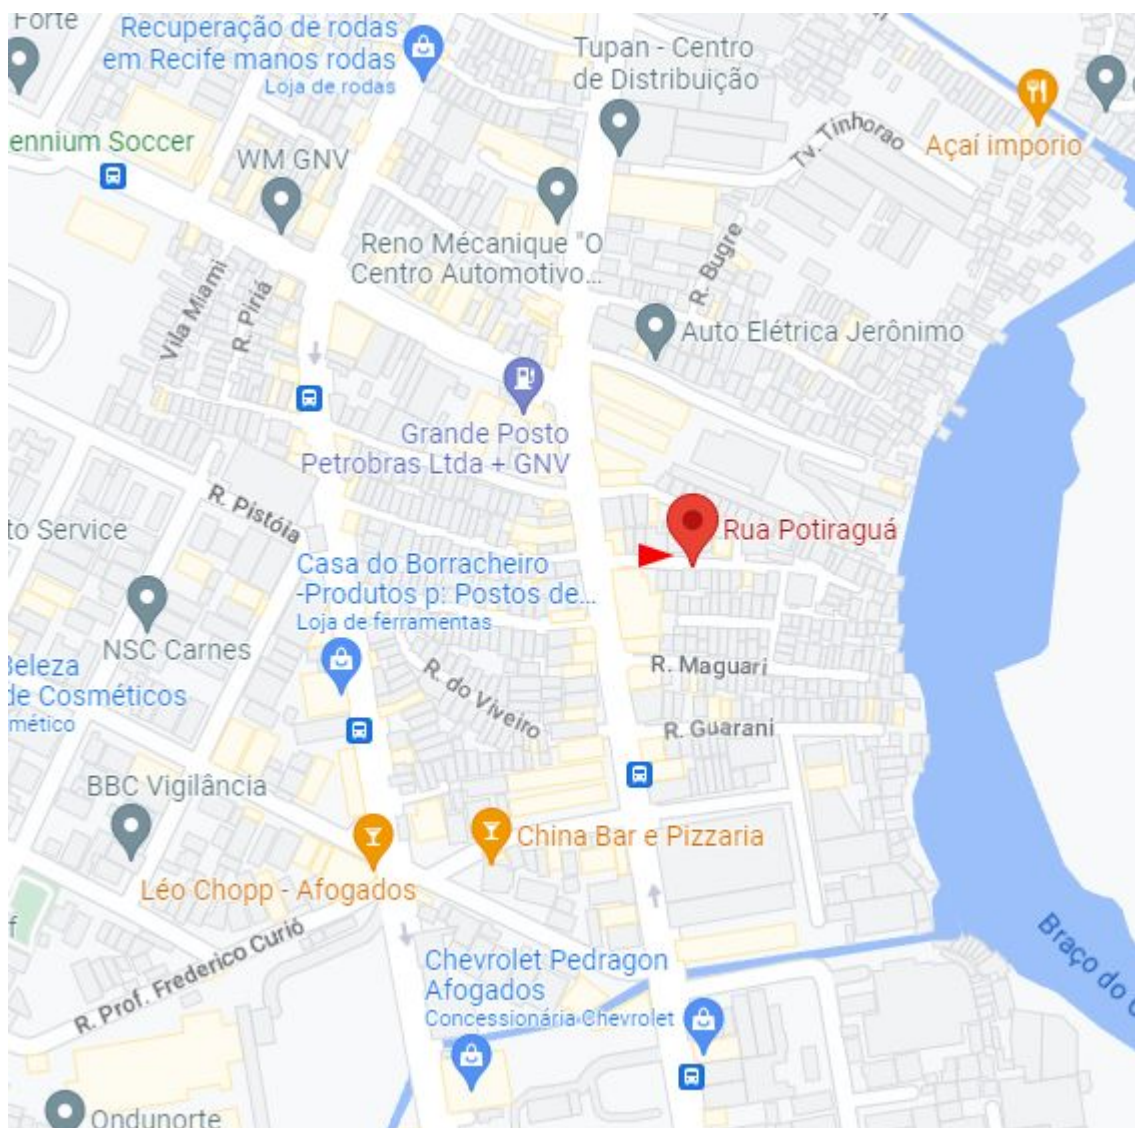 Forte
Recuperação de rodas
em Recife manos rodas
Loja de rodas
Tupan - Centro
de Distribuição
Tv. Tinhorao
Açaí imporio
ennium Soccer
WM GNV
Reno Mécanique "O
Centro Automotivo...
R. Bugre
Vila Miami
R. Piriá
Auto Elétrica Jerônimo
Grande Posto
Petrobras Ltda + GNV
R. Pistóia
to Service
Rua Potiraguá
Casa do Borracheiro
-Produtos p: Postos de...
Loja de ferramentas
NSC Carnes
Beleza
de Cosméticos
mético
R. do Viveiro
R. Maguari
R. Guarani
BBC Vigilância
China Bar e Pizzaria
Léo Chopp - Afogados
f
R. Prof. Frederico Curió
Chevrolet Pedragon
Afogados
Concessionária Chevrolet
Braço do
Ondunorte